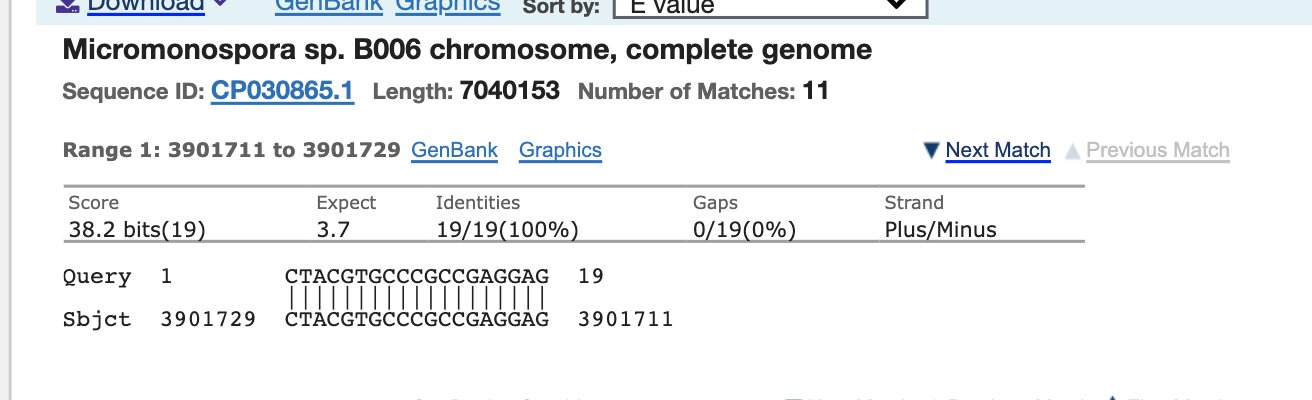 Download GenBank Graphics Sort by: E value
Micromonospora sp. B006 chromosome, complete genome
Sequence ID: CP030865.1 Length: 7040153 Number of Matches: 11
Range 1: 3901711 to 3901729 GenBank Graphics ▼ Next Match ▲ Previous Match
Score Expect Identities Gaps Strand
38.2 bits(19) 3.7 19/19(100%) 0/19(0%) Plus/Minus
Query 1 CTACGTGCCCGCCGAGGAG 19
|||||||||||||||||||
Sbjct 3901729 CTACGTGCCCGCCGAGGAG 3901711